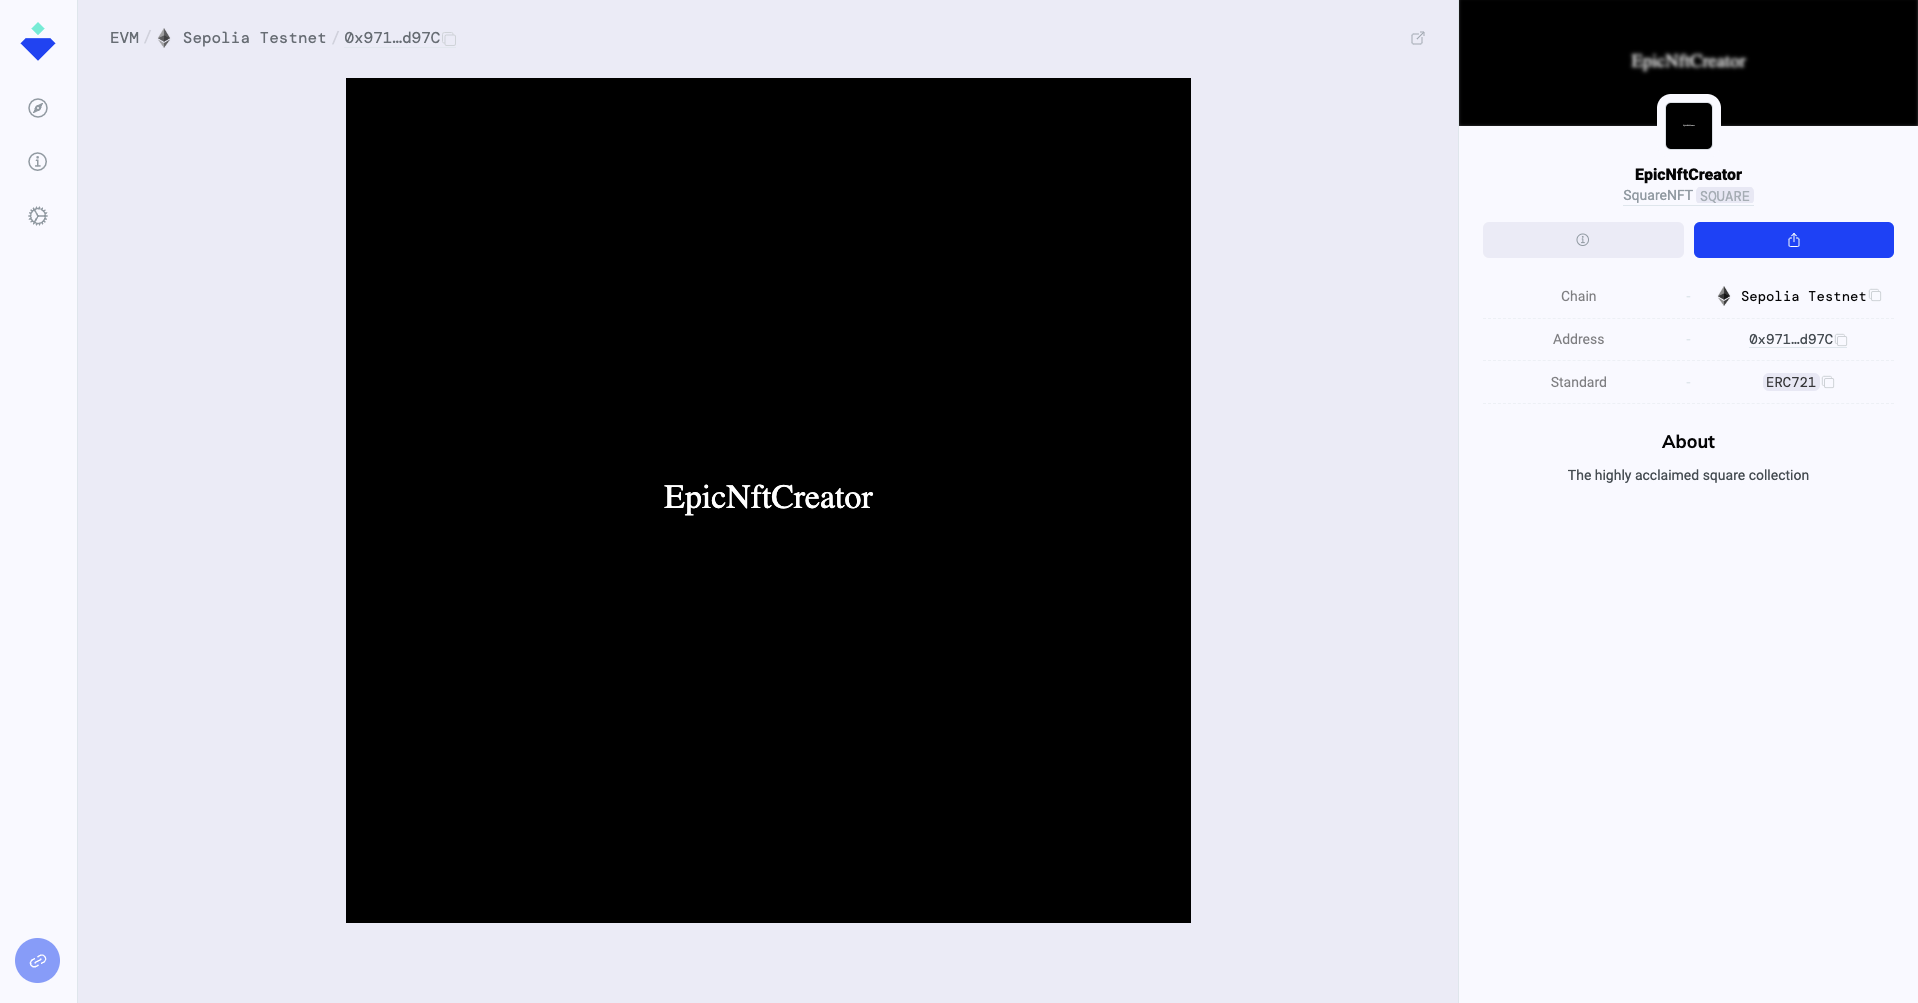 EVM / Sepolia Testnet / 0x971…d97C
EpicNftCreator
EpicNftCreator
EpicNftCreator
SquareNFT SQUARE
Chain - Sepolia Testnet
Address - 0x971…d97C
Standard - ERC721
About
The highly acclaimed square collection